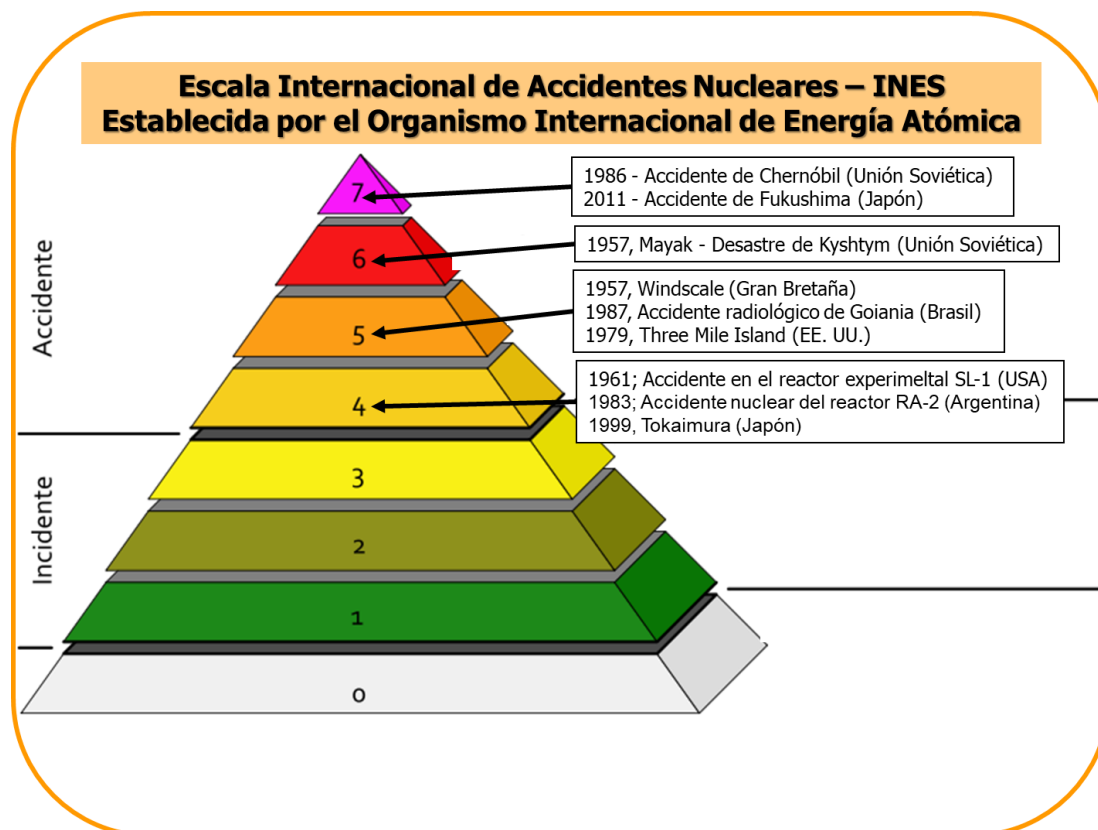 Escala Internacional de Accidentes Nucleares – INES
Establecida por el Organismo Internacional de Energía Atómica
7
1986 - Accidente de Chernóbil (Unión Soviética)
2011 - Accidente de Fukushima (Japón)
6
1957, Mayak - Desastre de Kyshtym (Unión Soviética)
5
1957, Windscale (Gran Bretaña)
1987, Accidente radiológico de Goiania (Brasil)
1979, Three Mile Island (EE. UU.)
4
1961; Accidente en el reactor experimeltal SL-1 (USA)
1983; Accidente nuclear del reactor RA-2 (Argentina)
1999, Tokaimura (Japón)
Accidente
3
2
1
Incidente
0